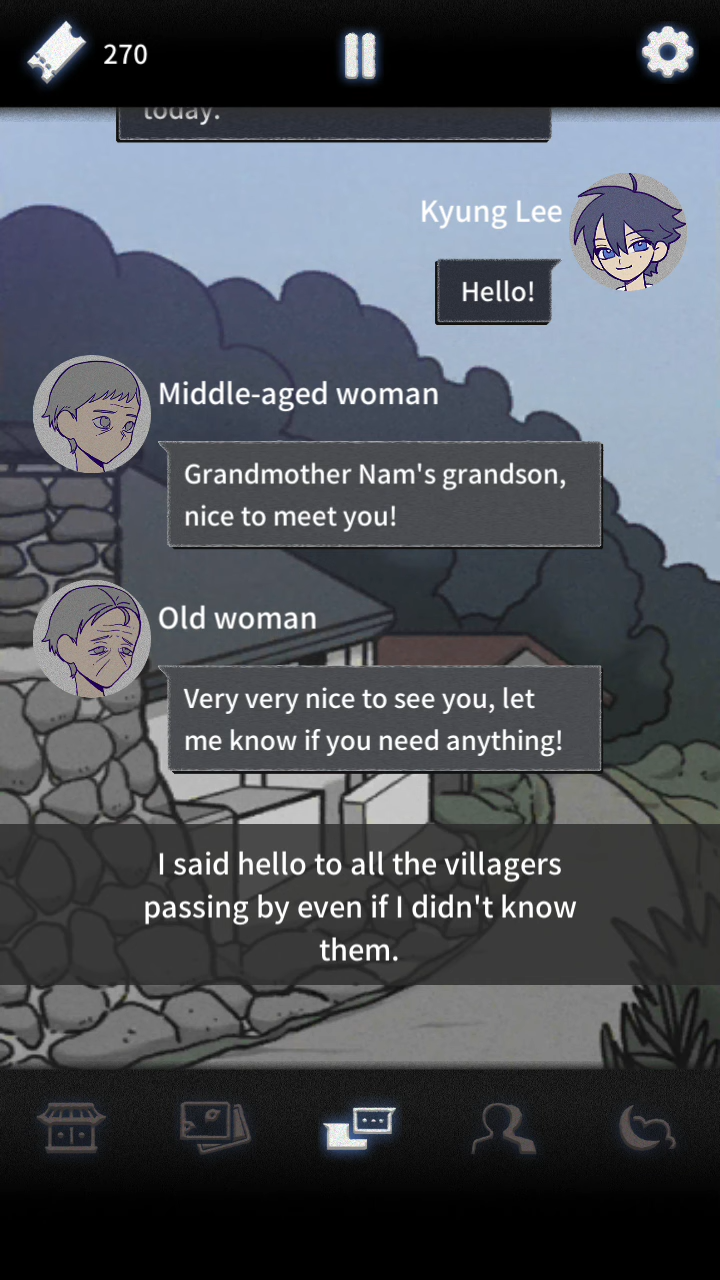 270
today.
Kyung Lee
Hello!
Middle-aged woman
Grandmother Nam's grandson,
nice to meet you!
Old woman
Very very nice to see you, let
me know if you need anything!
I said hello to all the villagers
passing by even if I didn't know
them.